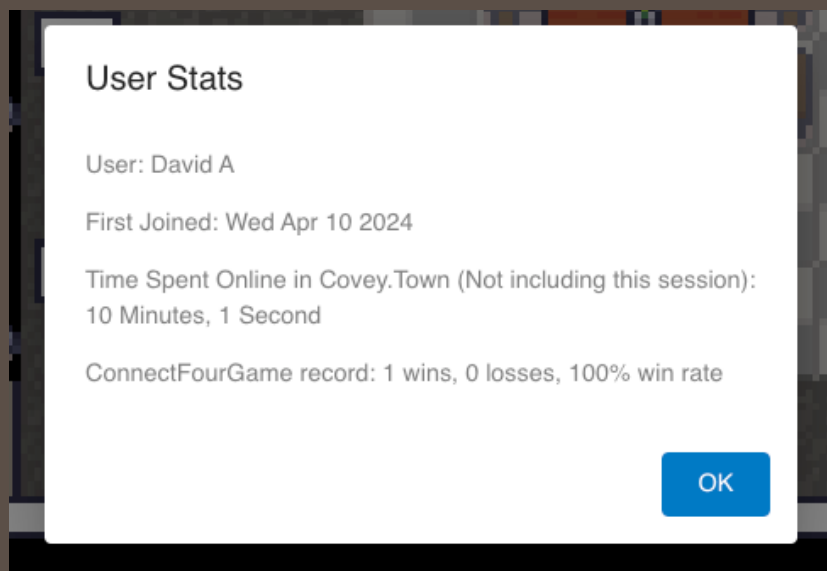 User Stats
User: David A
First Joined: Wed Apr 10 2024
Time Spent Online in Covey.Town (Not including this session):
10 Minutes, 1 Second
ConnectFourGame record: 1 wins, 0 losses, 100% win rate
OK